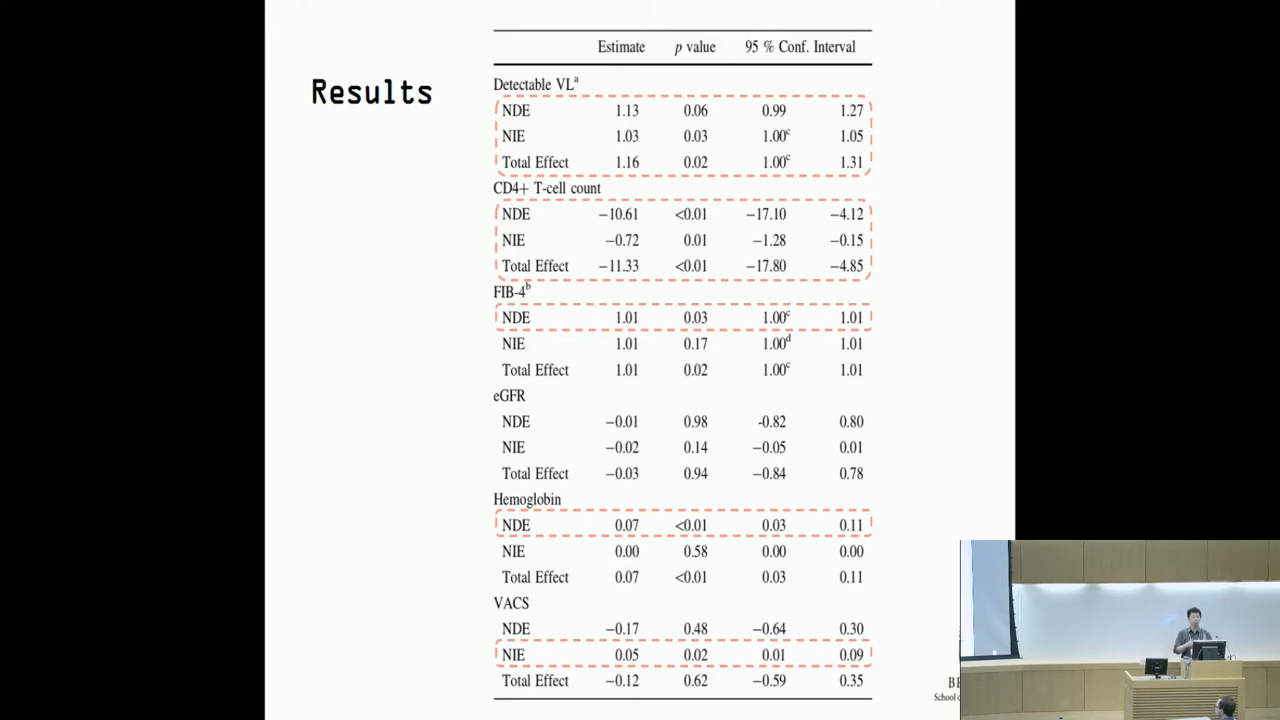 Results
Estimate p value 95 % Conf. Interval
Detectable VLᵃ
NDE 1.13 0.06 0.99 1.27
NIE 1.03 0.03 1.00ᶜ 1.05
Total Effect 1.16 0.02 1.00ᶜ 1.31
CD4+ T-cell count
NDE −10.61 <0.01 −17.10 −4.12
NIE −0.72 0.01 −1.28 −0.15
Total Effect −11.33 <0.01 −17.80 −4.85
FIB-4ᵇ
NDE 1.01 0.03 1.00ᶜ 1.01
NIE 1.01 0.17 1.00ᵈ 1.01
Total Effect 1.01 0.02 1.00ᶜ 1.01
eGFR
NDE −0.01 0.98 -0.82 0.80
NIE −0.02 0.14 −0.05 0.01
Total Effect −0.03 0.94 −0.84 0.78
Hemoglobin
NDE 0.07 <0.01 0.03 0.11
NIE 0.00 0.58 0.00 0.00
Total Effect 0.07 <0.01 0.03 0.11
VACS
NDE −0.17 0.48 −0.64 0.30
NIE 0.05 0.02 0.01 0.09
Total Effect −0.12 0.62 −0.59 0.35
School